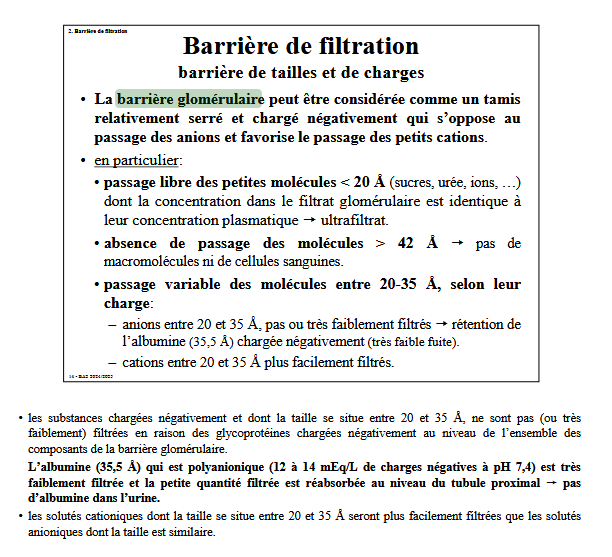 2. Barrière de filtration
Barrière de filtration
barrière de tailles et de charges
• La barrière glomérulaire peut être considérée comme un tamis
relativement serré et chargé négativement qui s'oppose au
passage des anions et favorise le passage des petits cations.
• en particulier:
• passage libre des petites molécules < 20 Å (sucres, urée, ions, …)
dont la concentration dans le filtrat glomérulaire est identique à
leur concentration plasmatique → ultrafiltrat.
• absence de passage des molécules > 42 Å → pas de
macromolécules ni de cellules sanguines.
• passage variable des molécules entre 20-35 Å, selon leur
charge:
– anions entre 20 et 35 Å, pas ou très faiblement filtrés → rétention de
l'albumine (35,5 Å) chargée négativement (très faible fuite).
– cations entre 20 et 35 Å plus facilement filtrés.
2024/2025
• les substances chargées négativement et dont la taille se situe entre 20 et 35 Å, ne sont pas (ou très
faiblement) filtrées en raison des glycoprotéines chargées négativement au niveau de l'ensemble des
composants de la barrière glomérulaire.
L'albumine (35,5 Å) qui est polyanionique (12 à 14 mEq/L de charges négatives à pH 7,4) est très
faiblement filtrée et la petite quantité filtrée est réabsorbée au niveau du tubule proximal → pas
d'albumine dans l'urine.
• les solutés cationiques dont la taille se situe entre 20 et 35 Å seront plus facilement filtrées que les solutés
anioniques dont la taille est similaire.